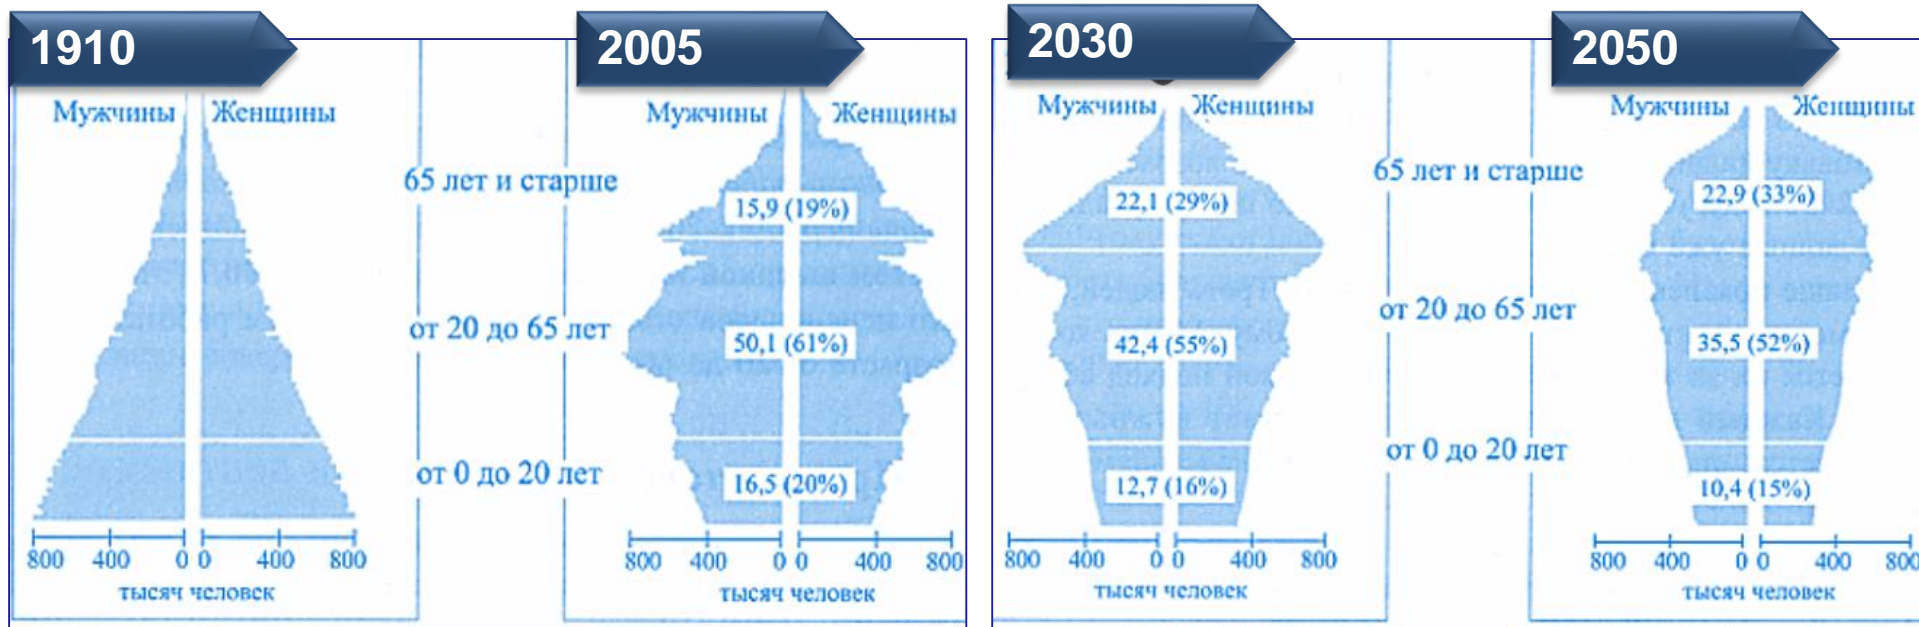 1910
2005
2030
2050
Мужчины Женщины
Мужчины Женщины
Мужчины Женщины
Мужчины Женщины
65 лет и старше
65 лет и старше
15,9 (19%)
22,1 (29%)
22,9 (33%)
от 20 до 65 лет
от 20 до 65 лет
50,1 (61%)
42,4 (55%)
35,5 (52%)
от 0 до 20 лет
от 0 до 20 лет
16,5 (20%)
12,7 (16%)
10,4 (15%)
800 400 0 0 400 800
800 400 0 0 400 800
800 400 0 0 400 800
800 400 0 0 400 800
тысяч человек
тысяч человек
тысяч человек
тысяч человек